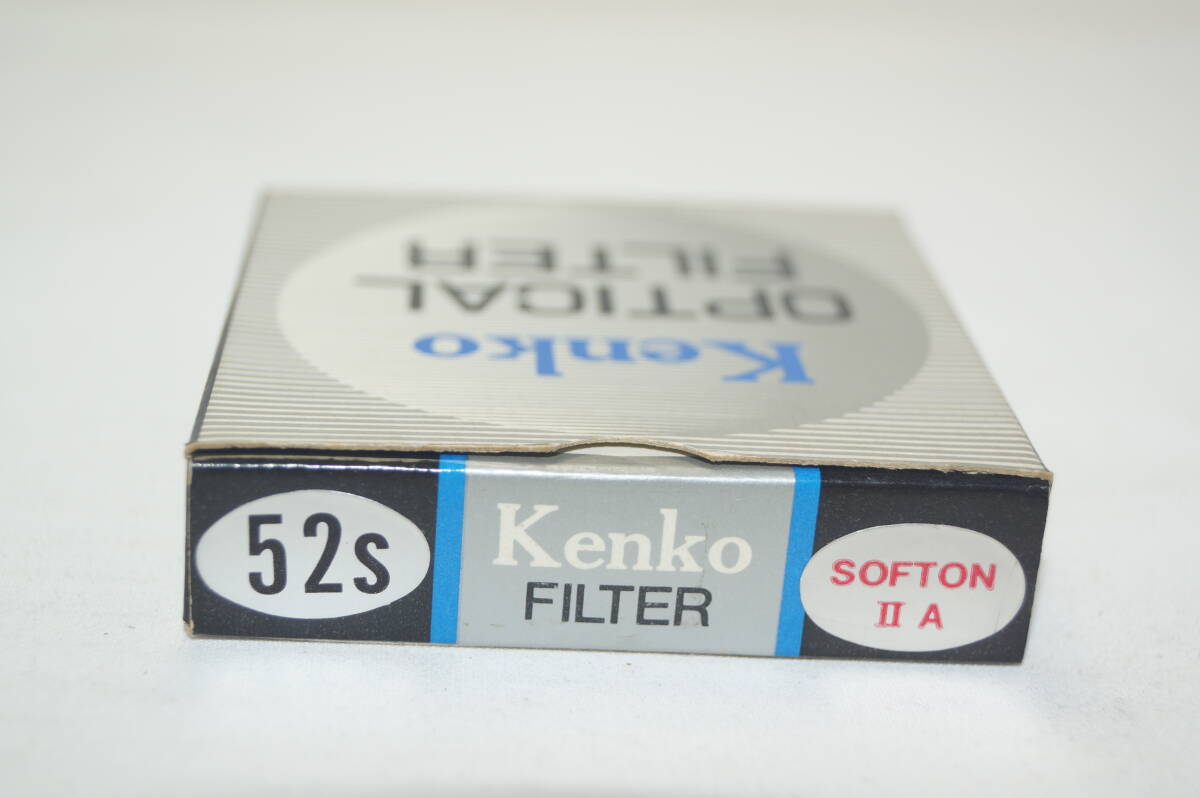 Kenko
OPTICAL
FILTER
52s
Kenko
FILTER
SOFTON
II A